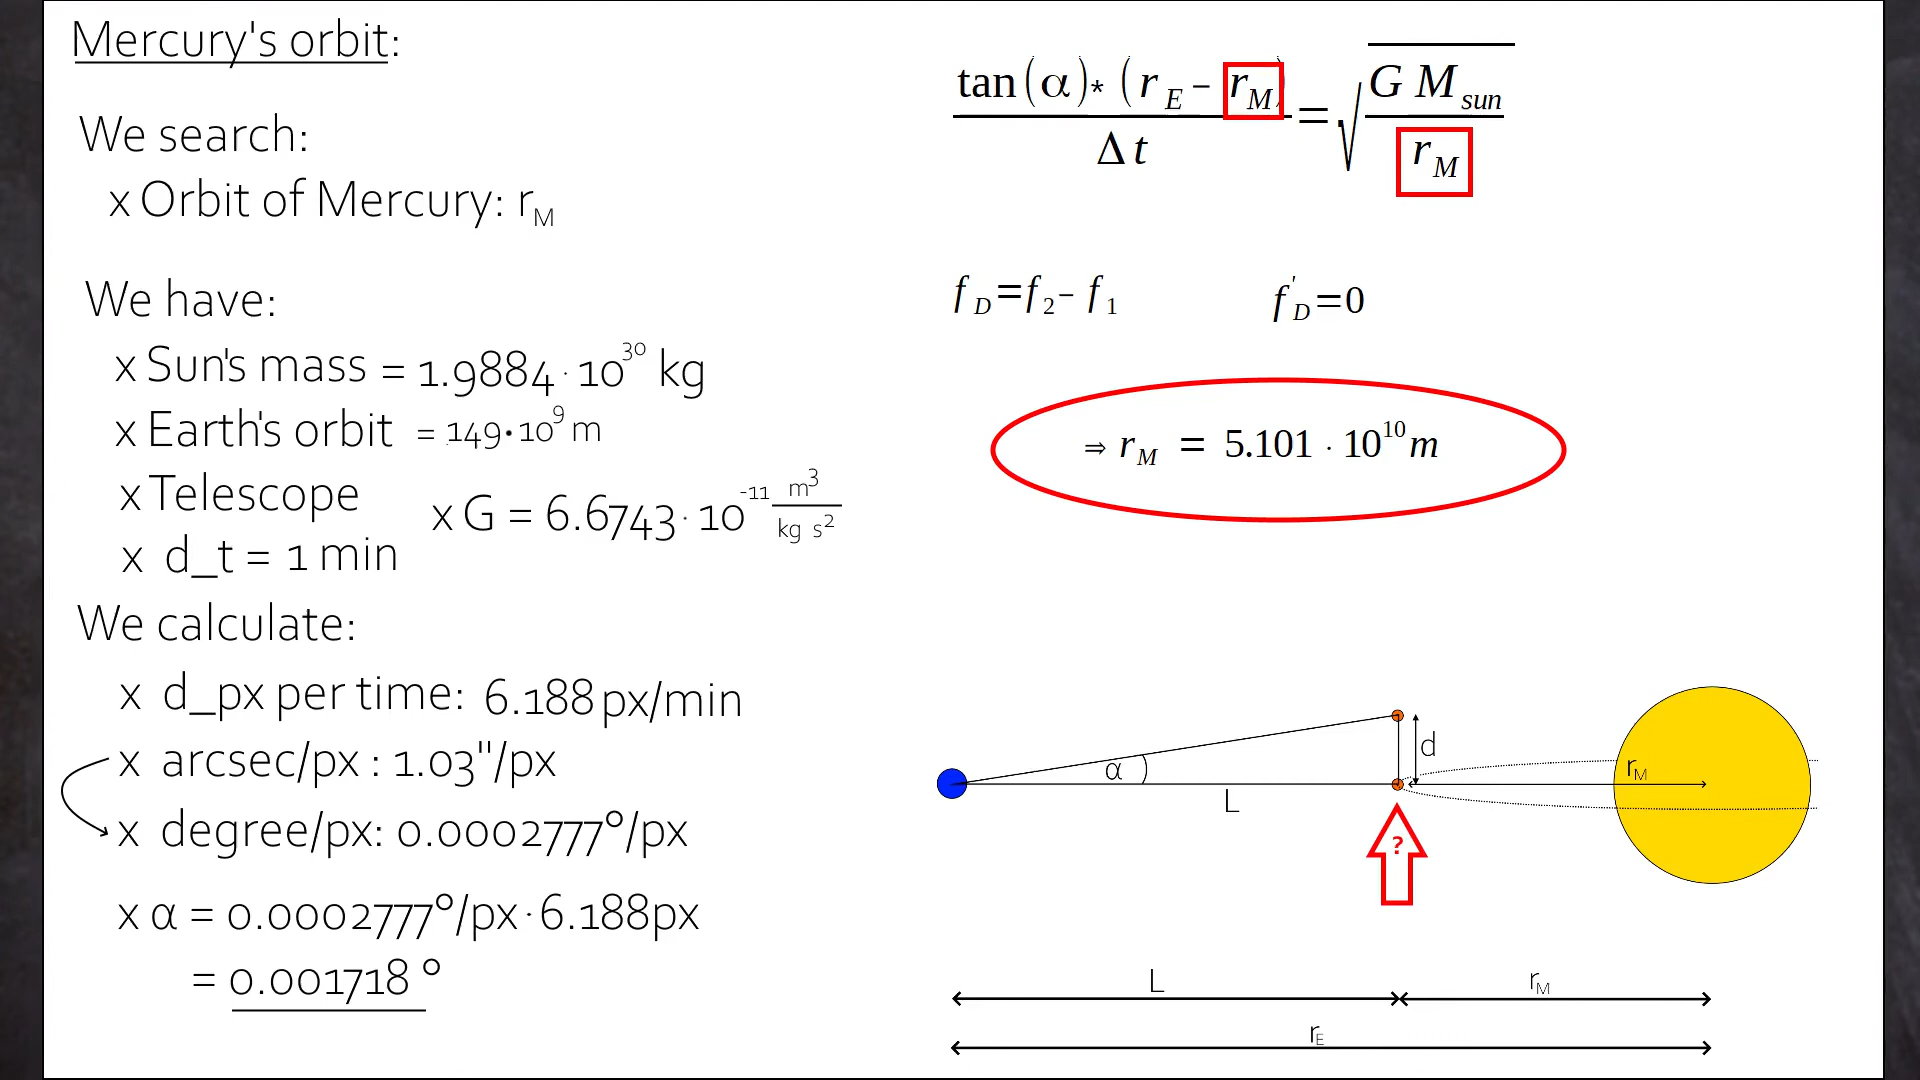 Mercury's orbit:
We search:
x Orbit of Mercury: r_M
We have:
x Sun's mass = 1.9884 · 10^30 kg
x Earth's orbit = 149·10^9 m
x Telescope
x G = 6.6743 · 10^-11 m^3 / kg s^2
x d_t = 1 min
We calculate:
x d_px per time: 6.188 px/min
x arcsec/px : 1.03"/px
x degree/px: 0.0002777°/px
x α = 0.0002777°/px · 6.188px
= 0.001718 °
tan(α)* (r_E − r_M) / Δt = √(G M_sun / r_M)
f_D = f_2 − f_1
f'_D = 0
⇒ r_M = 5.101 · 10^10 m
α
d
L
r_M
?
L
r_M
r_E